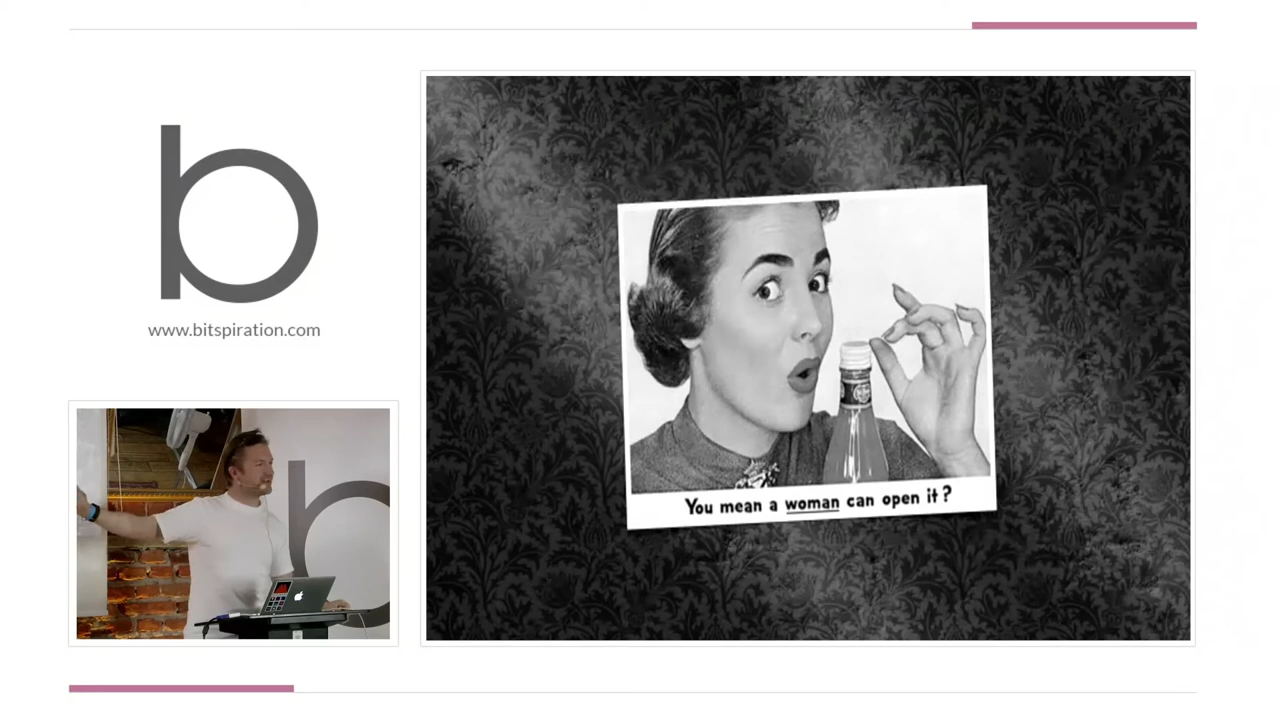 b
www.bitspiration.com
You mean a woman can open it?
b